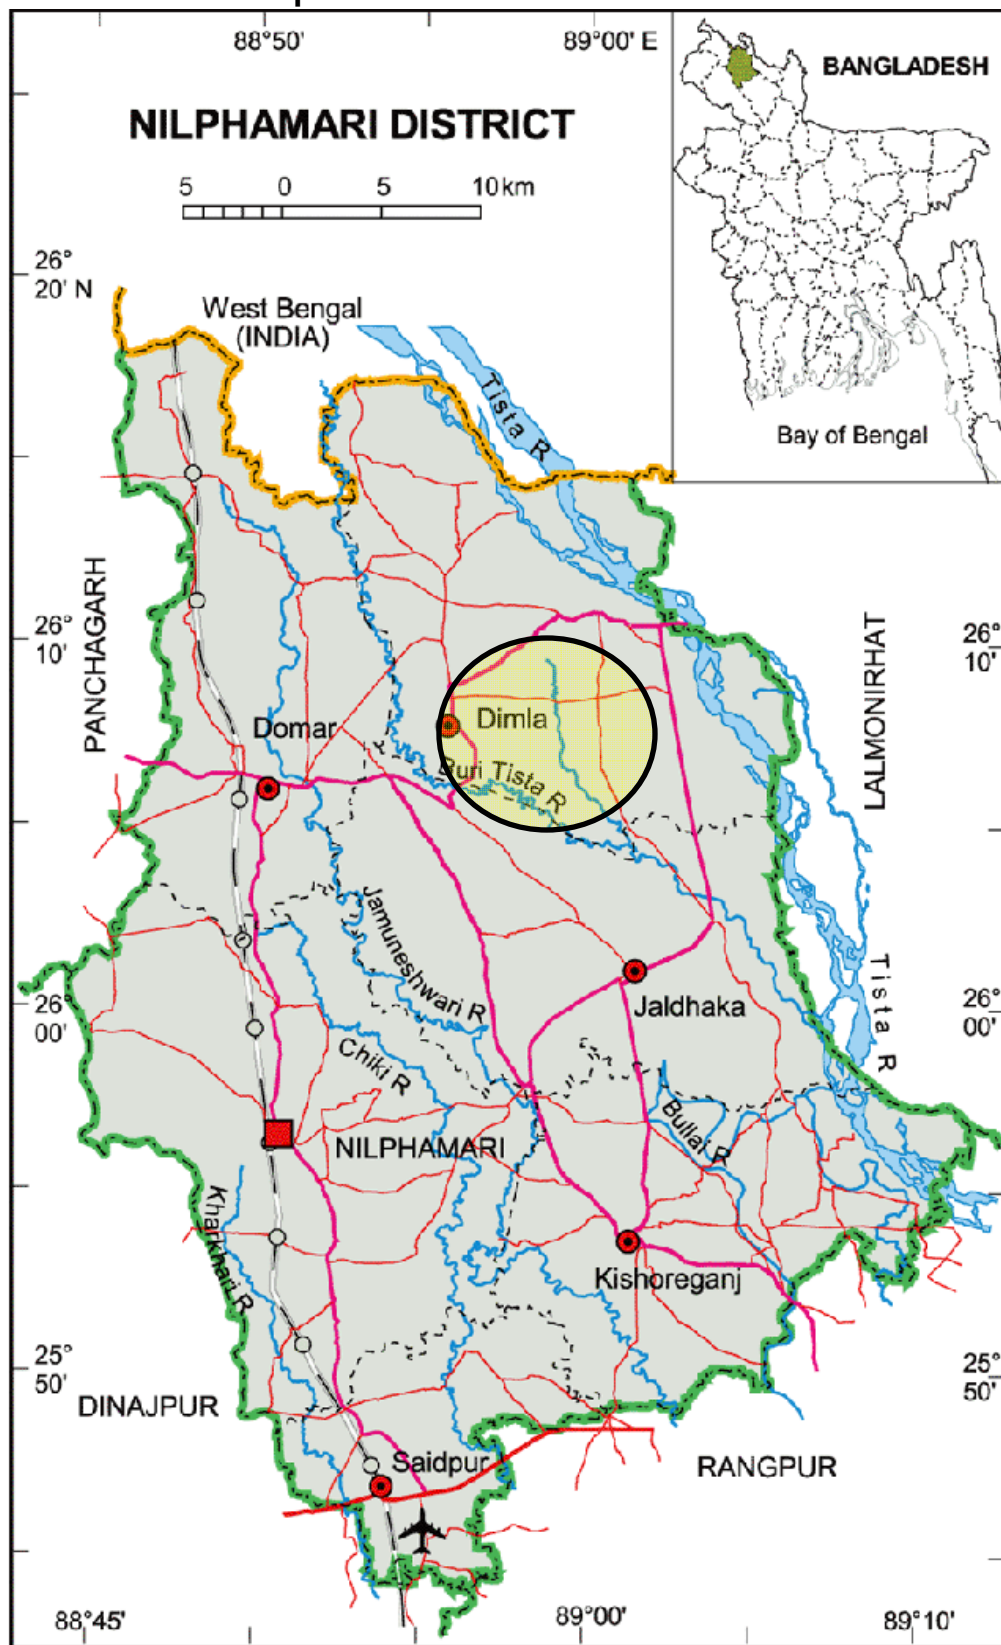 88°50'
89°00' E
BANGLADESH
NILPHAMARI DISTRICT
5 0 5 10 km
26°
20' N
West Bengal
(INDIA)
Tista R
Bay of Bengal
PANCHAGARH
LALMONIRHAT
26°
10'
26°
10'
Domar
Dimla
Buri Tista R
Jamuneshwari R
Jaldhaka
Tista R
26°
00'
26°
00'
Chiki R
Bullai R
NILPHAMARI
Kharkhari R
Kishoreganj
25°
50'
25°
50'
DINAJPUR
Saidpur
RANGPUR
88°45'
89°00'
89°10'